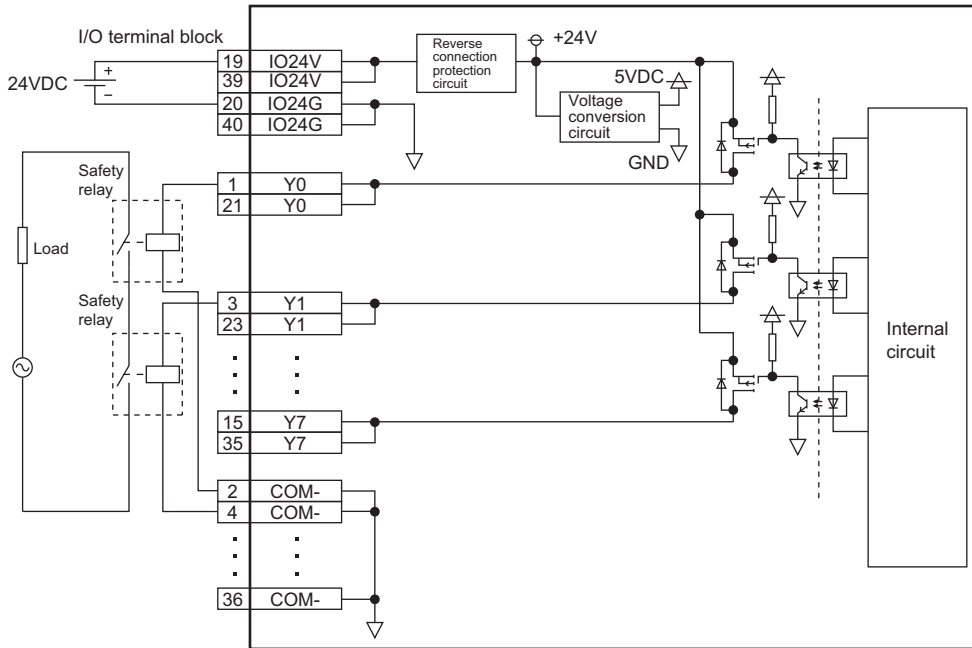 I/O terminal block
24VDC
+
−
19 IO24V
39 IO24V
20 IO24G
40 IO24G
Reverse
connection
protection
circuit
+24V
5VDC
Voltage
conversion
circuit
GND
Safety
relay
1 Y0
21 Y0
Load
Safety
relay
3 Y1
23 Y1
15 Y7
35 Y7
2 COM-
4 COM-
36 COM-
Internal
circuit